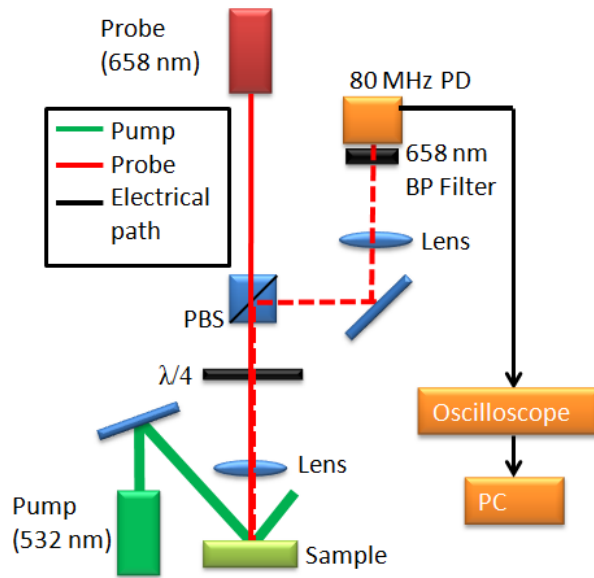 Probe
(658 nm)
80 MHz PD
Pump
Probe
Electrical
path
658 nm
BP Filter
Lens
PBS
λ/4
Oscilloscope
Lens
PC
Pump
(532 nm)
Sample